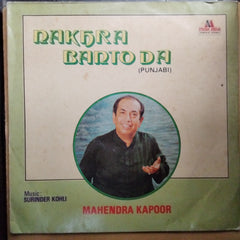 NAKHRA
BANTO DA
(PUNJABI)
Music:
SURINDER KOHLI
MAHENDRA KAPOOR